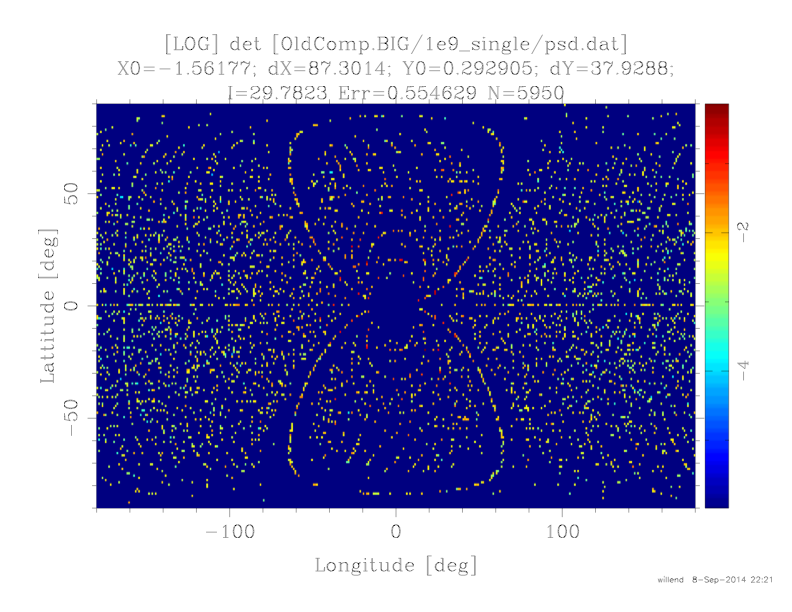 [LOG] det [OldComp.BIG/1e9_single/psd.dat]
X0=-1.56177; dX=87.3014; Y0=0.292905; dY=37.9288;
I=29.7823 Err=0.554629 N=5950
Lattitude [deg]
50
0
-50
-2
-4
-100 0 100
Longitude [deg]
willend 8-Sep-2014 22:21